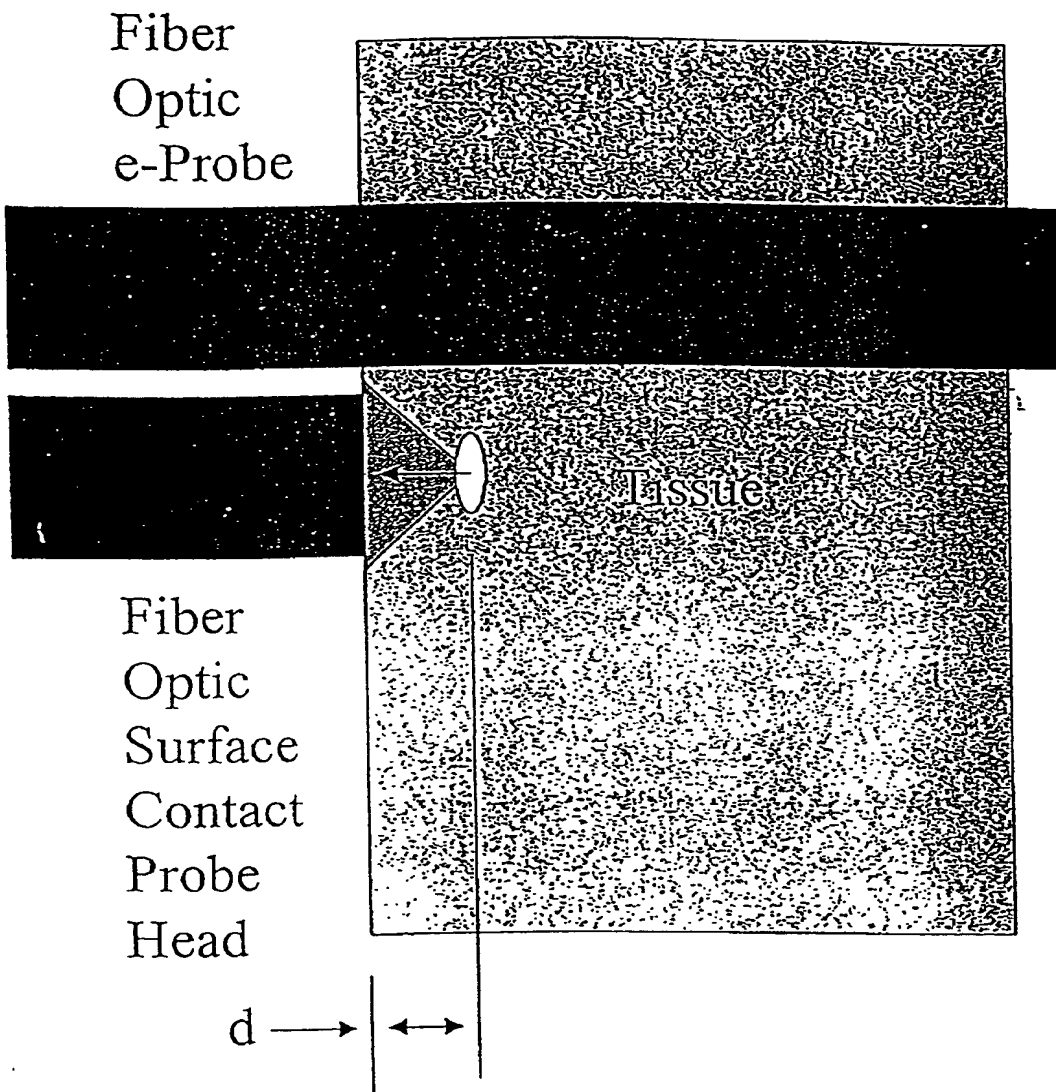 Fiber
Optic
e-Probe
Tissue
Fiber
Optic
Surface
Contact
Probe
Head
d